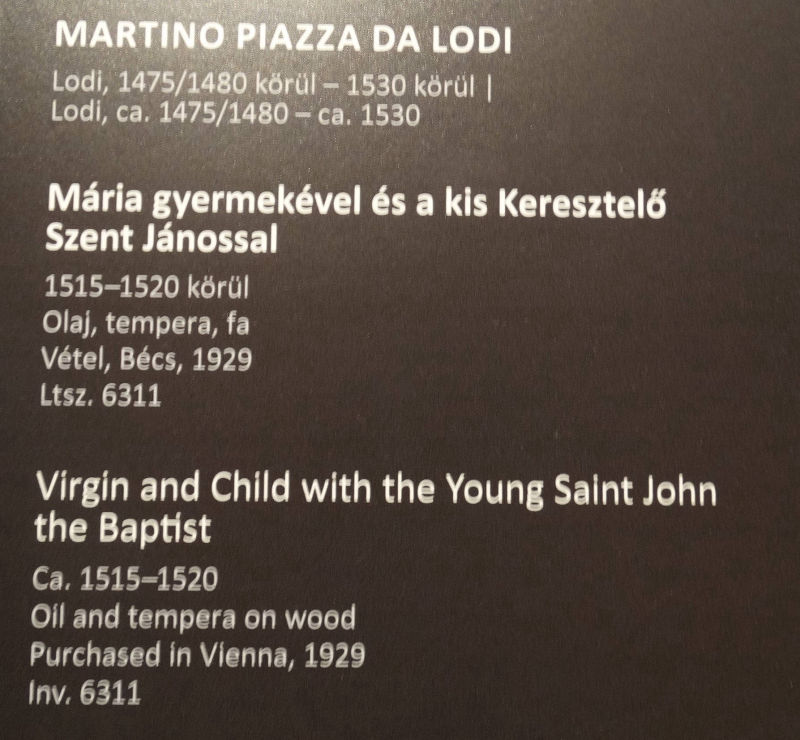 MARTINO PIAZZA DA LODI
Lodi, 1475/1480 körül – 1530 körül |
Lodi, ca. 1475/1480 – ca. 1530
Mária gyermekével és a kis Keresztelő
Szent Jánossal
1515–1520 körül
Olaj, tempera, fa
Vétel, Bécs, 1929
Ltsz. 6311
Virgin and Child with the Young Saint John
the Baptist
Ca. 1515–1520
Oil and tempera on wood
Purchased in Vienna, 1929
Inv. 6311